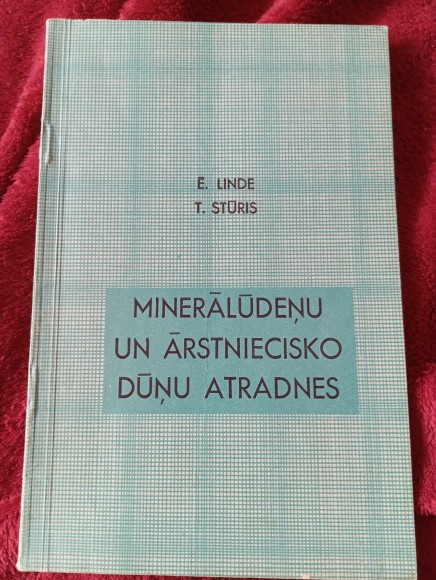 Ē. LINDE
T. STŪRIS
MINERĀLŪDEŅU
UN ĀRSTNIECISKO
DŪŅU ATRADNES